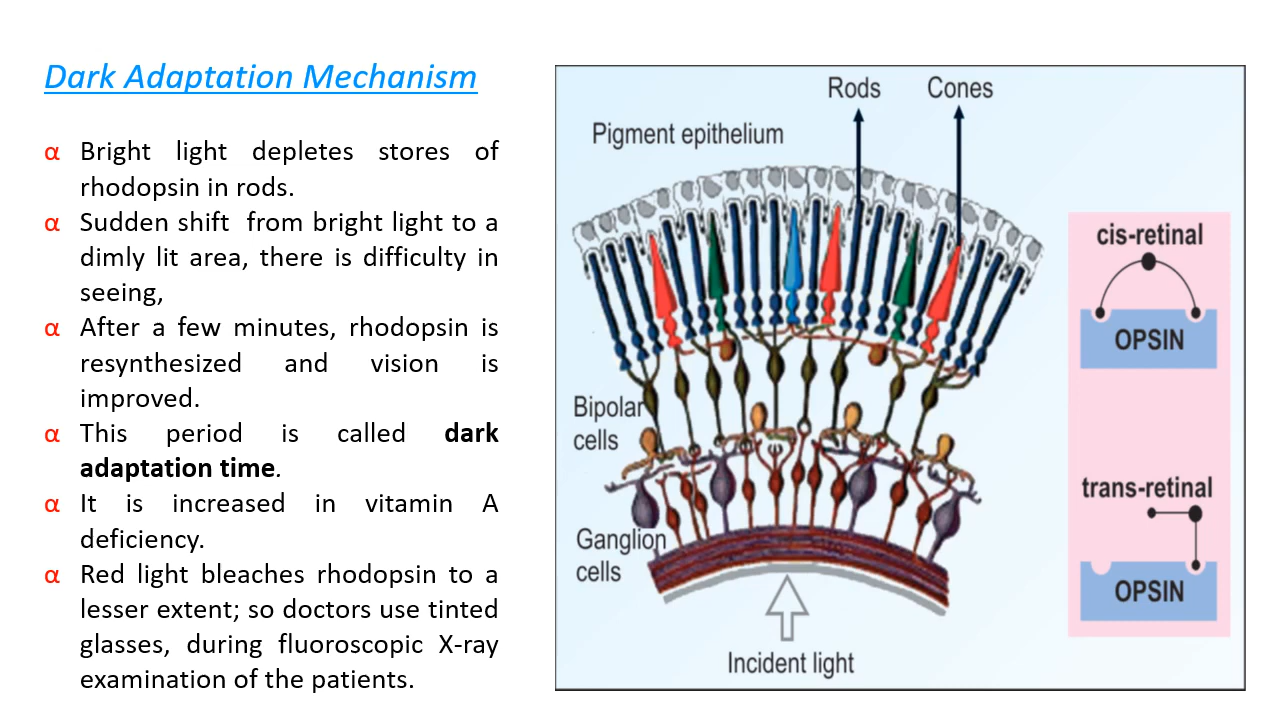 Dark Adaptation Mechanism
α Bright light depletes stores of
rhodopsin in rods.
α Sudden shift from bright light to a
dimly lit area, there is difficulty in
seeing,
α After a few minutes, rhodopsin is
resynthesized and vision is
improved.
α This period is called dark
adaptation time.
α It is increased in vitamin A
deficiency.
α Red light bleaches rhodopsin to a
lesser extent; so doctors use tinted
glasses, during fluoroscopic X-ray
examination of the patients.
Rods
Cones
Pigment epithelium
Bipolar
cells
Ganglion
cells
Incident light
cis-retinal
OPSIN
trans-retinal
OPSIN